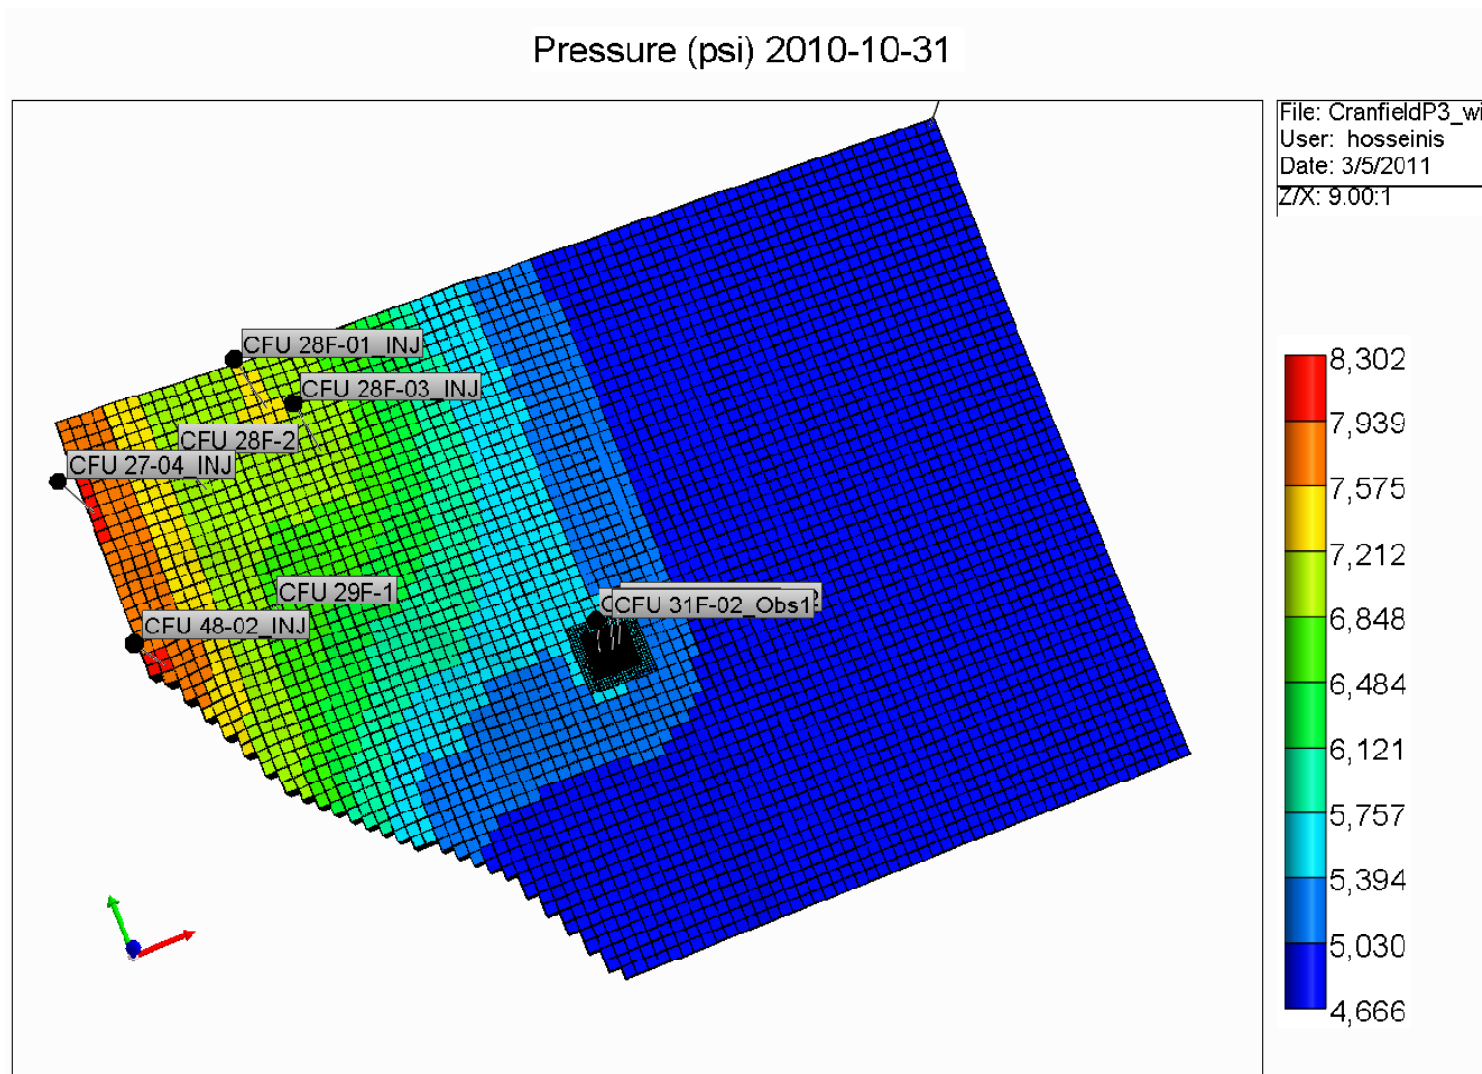 Pressure (psi) 2010-10-31
File: CranfieldP3_wi
User: hosseinis
Date: 3/5/2011
Z/X: 9.00:1
CFU 28F-01_INJ
CFU 28F-03_INJ
CFU 28F-2
CFU 27-04_INJ
CFU 29F-1
CFU 31F-02_Obs1
CFU 48-02_INJ
8,302
7,939
7,575
7,212
6,848
6,484
6,121
5,757
5,394
5,030
4,666